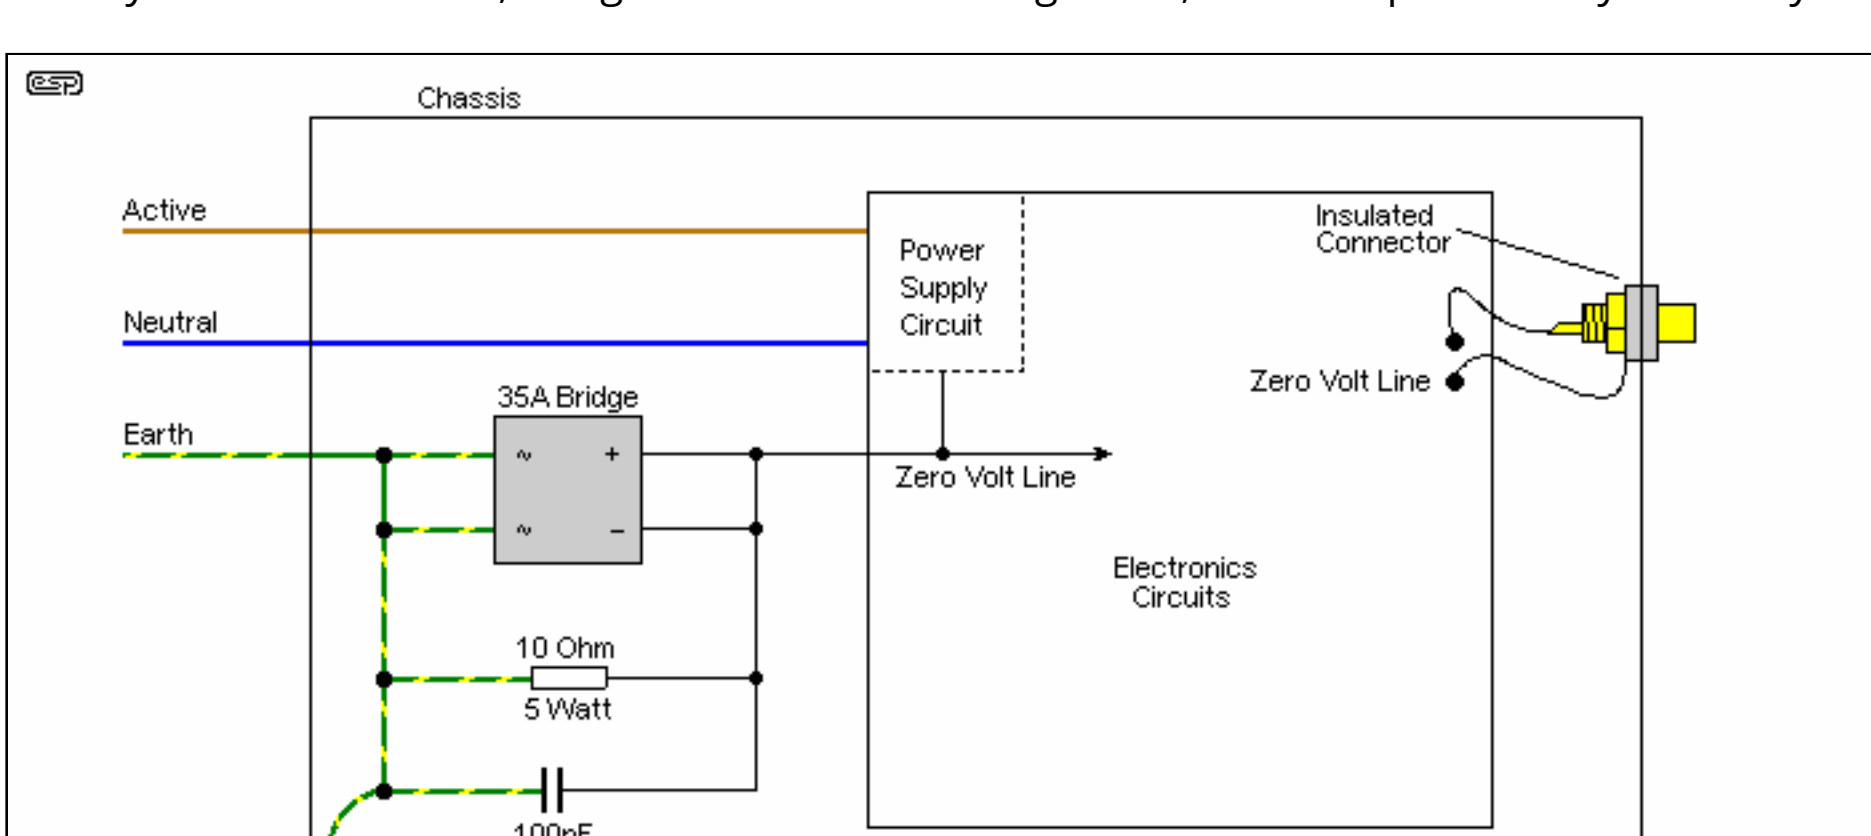 esp
Chassis
Active
Insulated
Connector
Power
Supply
Circuit
Neutral
Zero Volt Line
35A Bridge
Earth
~ +
Zero Volt Line
~ −
Electronics
Circuits
10 Ohm
5 Watt